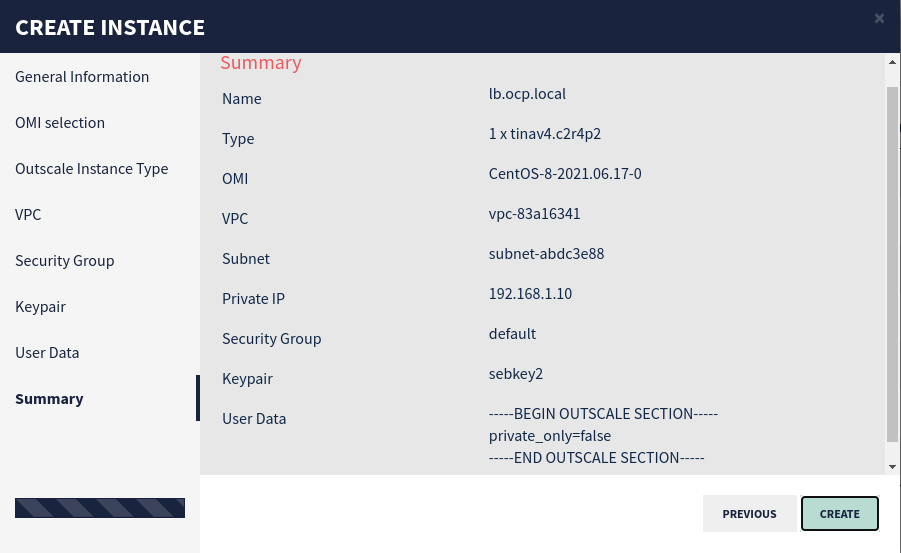 CREATE INSTANCE
×
General Information
OMI selection
Outscale Instance Type
VPC
Security Group
Keypair
User Data
Summary
Summary
Name lb.ocp.local
Type 1 x tinav4.c2r4p2
OMI CentOS-8-2021.06.17-0
VPC vpc-83a16341
Subnet subnet-abdc3e88
Private IP 192.168.1.10
Security Group default
Keypair sebkey2
User Data -----BEGIN OUTSCALE SECTION-----
private_only=false
-----END OUTSCALE SECTION-----
PREVIOUS CREATE